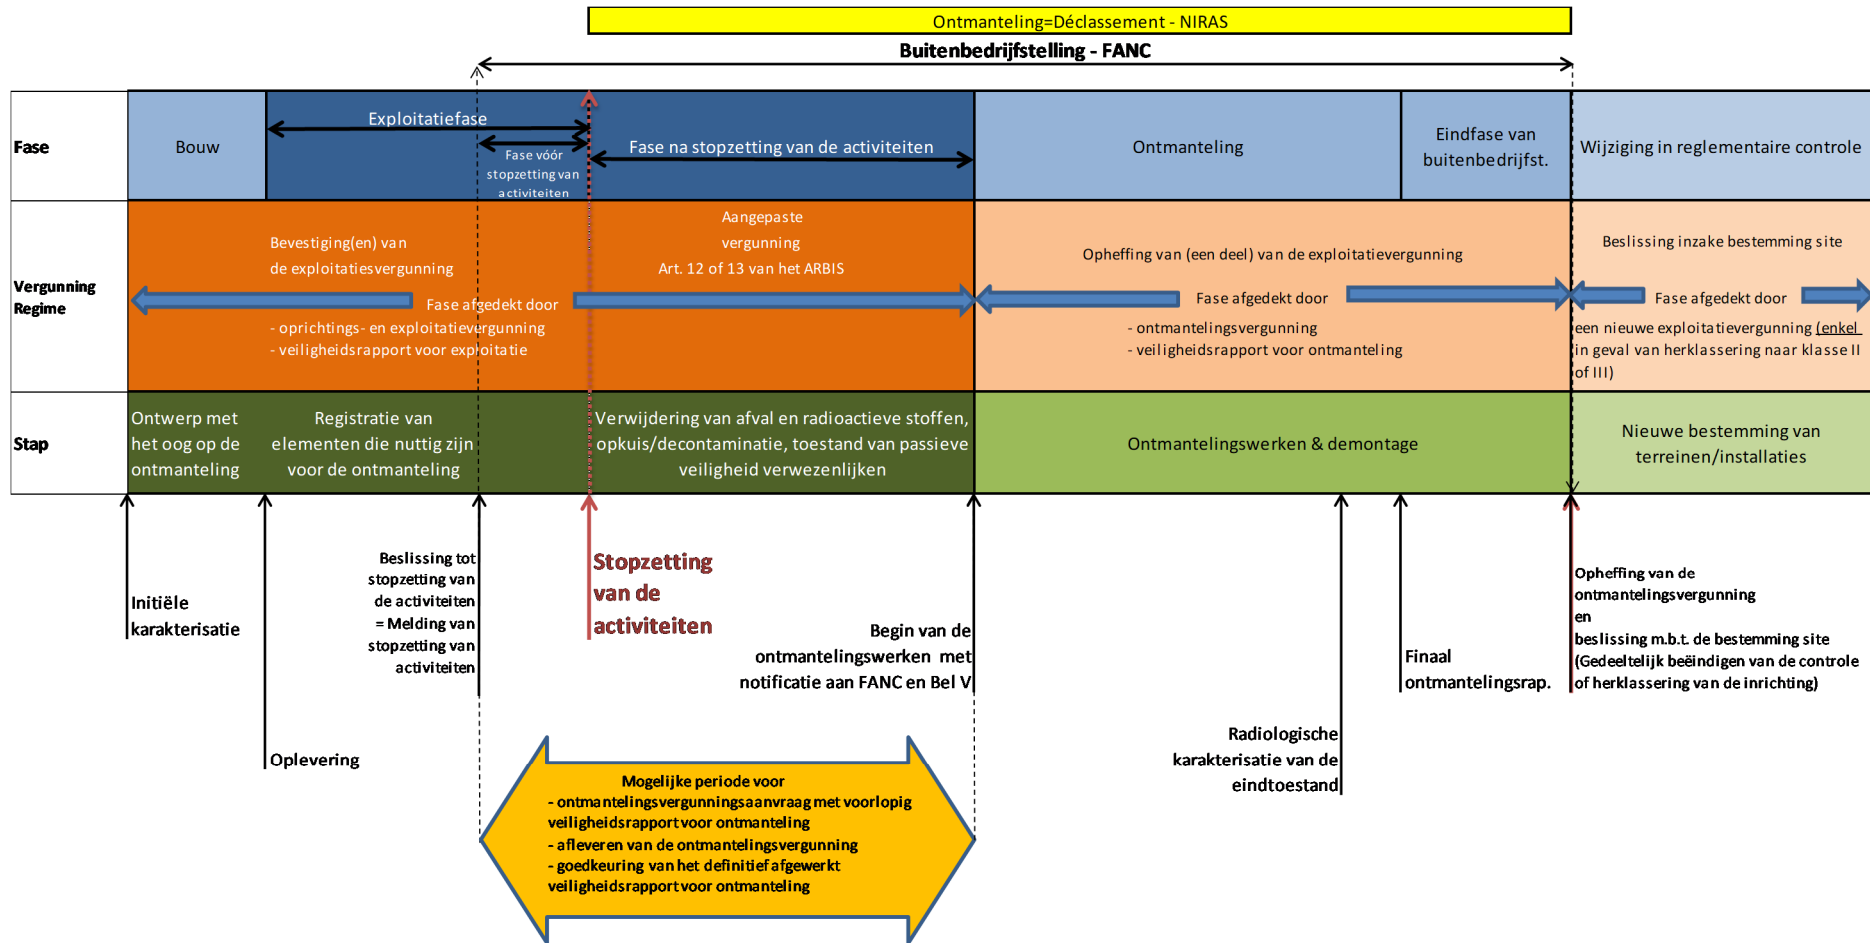 Ontmanteling=Déclassement - NIRAS
Buitenbedrijfstelling - FANC
Fase
Bouw
Exploitatiefase
Fase vóór
stopzetting van
activiteiten
Fase na stopzetting van de activiteiten
Ontmanteling
Eindfase van
buitenbedrijfst.
Wijziging in reglementaire controle
Vergunning
Regime
Bevestiging(en) van
de exploitatiesvergunning
Aangepaste
vergunning
Art. 12 of 13 van het ARBIS
Fase afgedekt door
- oprichtings- en exploitatievergunning
- veiligheidsrapport voor exploitatie
Opheffing van (een deel) van de exploitatievergunning
Fase afgedekt door
- ontmantelingsvergunning
- veiligheidsrapport voor ontmanteling
Beslissing inzake bestemming site
Fase afgedekt door
een nieuwe exploitatievergunning (enkel
in geval van herklassering naar klasse II
of III)
Stap
Ontwerp met
het oog op de
ontmanteling
Registratie van
elementen die nuttig zijn
voor de ontmanteling
Verwijdering van afval en radioactieve stoffen,
opkuis/decontaminatie, toestand van passieve
veiligheid verwezenlijken
Ontmantelingswerken & demontage
Nieuwe bestemming van
terreinen/installaties
Initiële
karakterisatie
Oplevering
Beslissing tot
stopzetting van
de activiteiten
= Melding van
stopzetting van
activiteiten
Stopzetting
van de
activiteiten
Begin van de
ontmantelingswerken met
notificatie aan FANC en Bel V
Radiologische
karakterisatie van de
eindtoestand
Finaal
ontmantelingsrap.
Opheffing van de
ontmantelingsvergunning
en
beslissing m.b.t. de bestemming site
(Gedeeltelijk beëindigen van de controle
of herklassering van de inrichting)
Mogelijke periode voor
- ontmantelingsvergunningsaanvraag met voorlopig
veiligheidsrapport voor ontmanteling
- afleveren van de ontmantelingsvergunning
- goedkeuring van het definitief afgewerkt
veiligheidsrapport voor ontmanteling